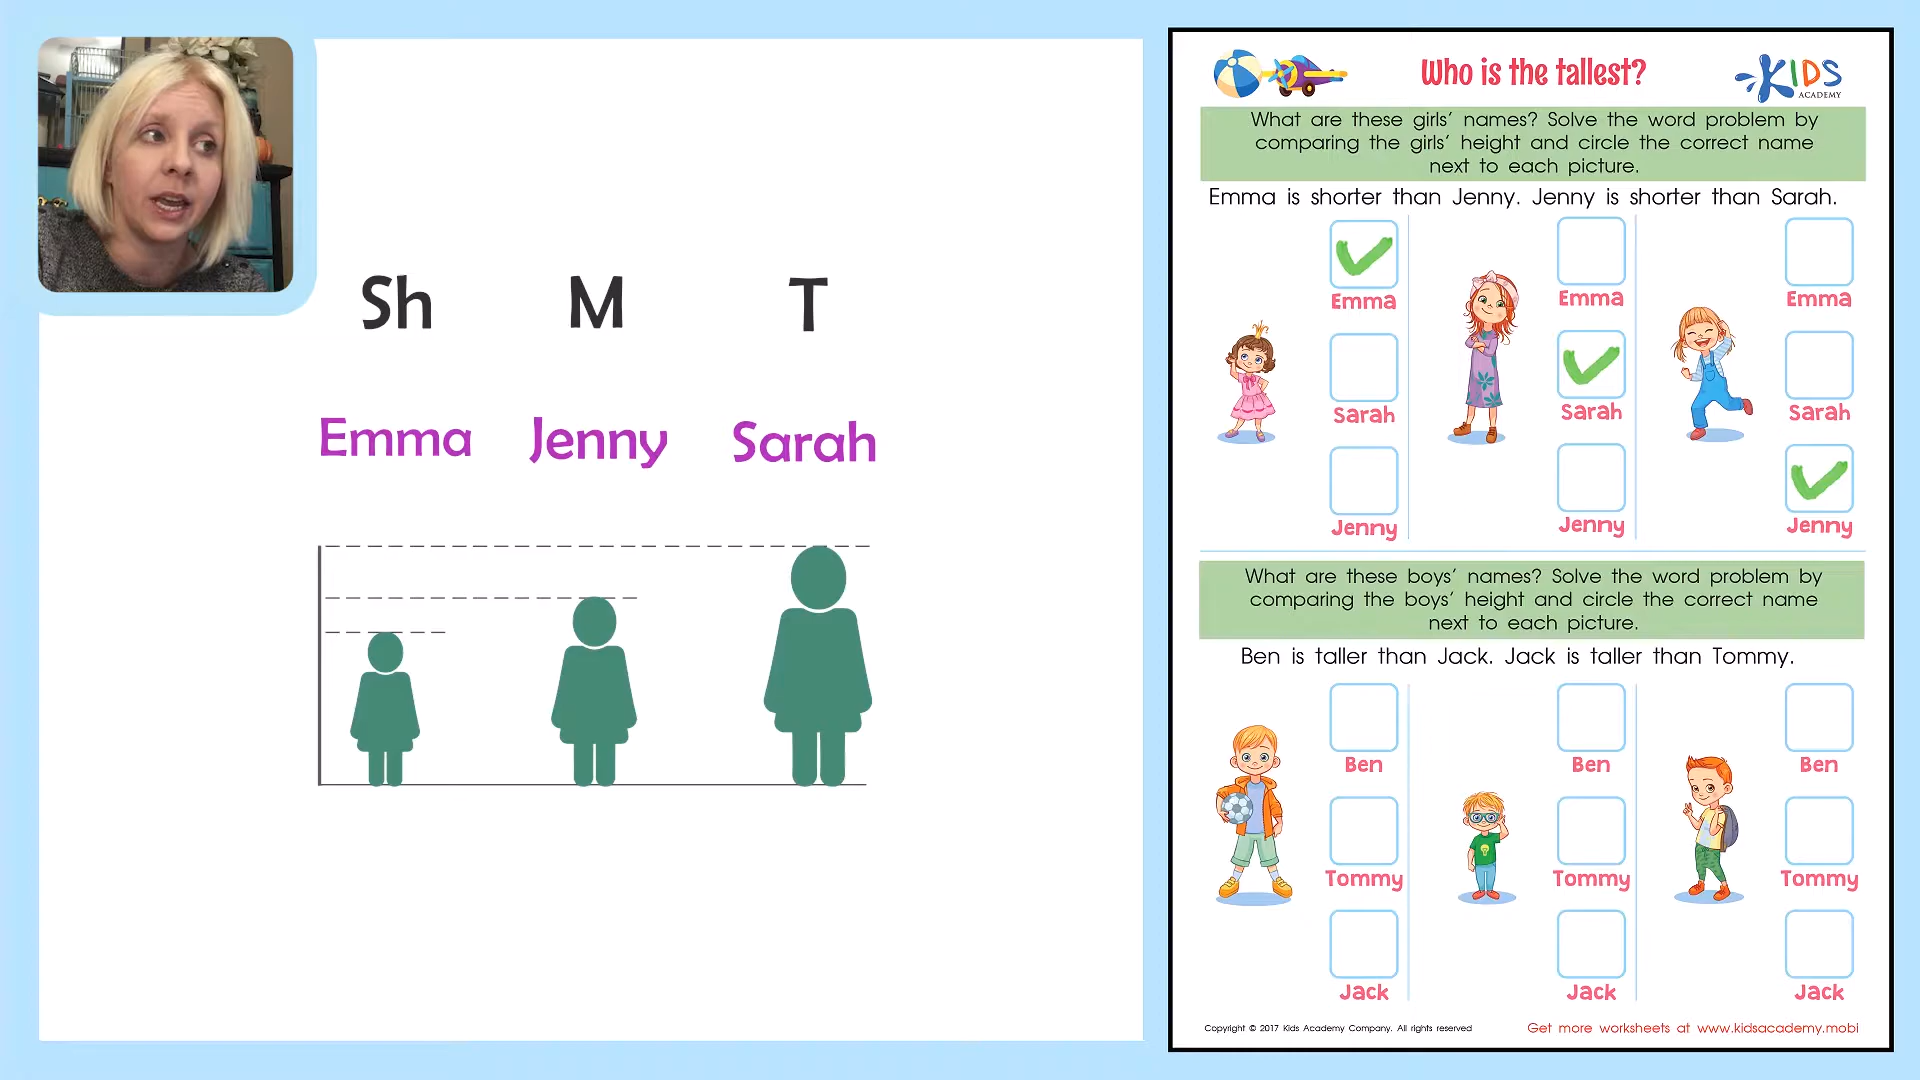 Sh M T
Emma Jenny Sarah
Who is the tallest?
KIDS
ACADEMY
What are these girls’ names? Solve the word problem by
comparing the girls’ height and circle the correct name
next to each picture.
Emma is shorter than Jenny. Jenny is shorter than Sarah.
Emma Emma Emma
Sarah Sarah Sarah
Jenny Jenny Jenny
What are these boys’ names? Solve the word problem by
comparing the boys’ height and circle the correct name
next to each picture.
Ben is taller than Jack. Jack is taller than Tommy.
Ben Ben Ben
Tommy Tommy Tommy
Jack Jack Jack
Copyright © 2017 Kids Academy Company. All rights reserved
Get more worksheets at www.kidsacademy.mobi